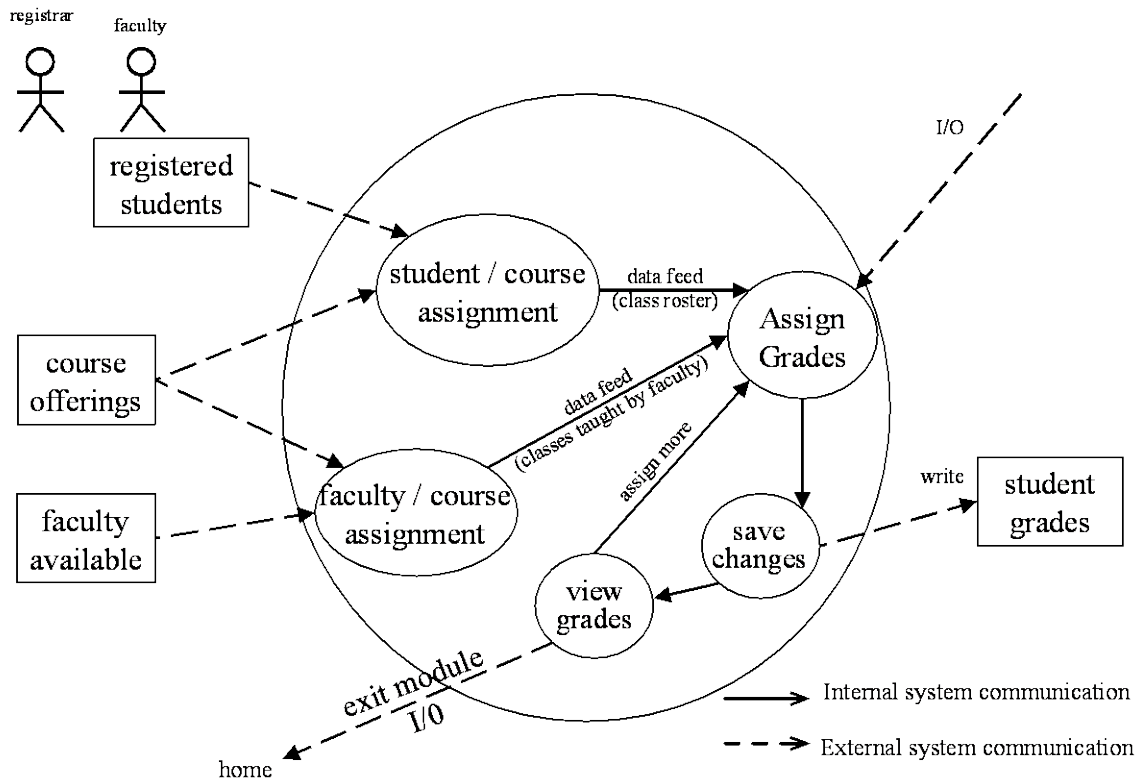 registrar
faculty
registered
students
I/O
student / course
assignment
data feed
(class roster)
Assign
Grades
course
offerings
data feed
(classes taught by faculty)
assign more
faculty / course
assignment
faculty
available
write
student
grades
save
changes
view
grades
exit module
I/0
home
Internal system communication
External system communication